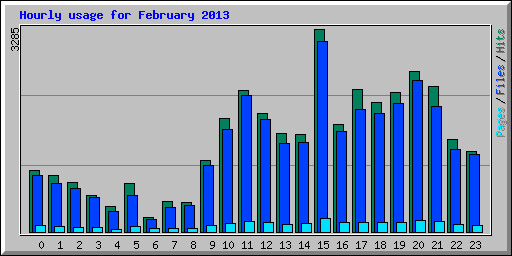 Hourly usage for February 2013
3285
Pages / Files / Hits
0 1 2 3 4 5 6 7 8 9 10 11 12 13 14 15 16 17 18 19 20 21 22 23